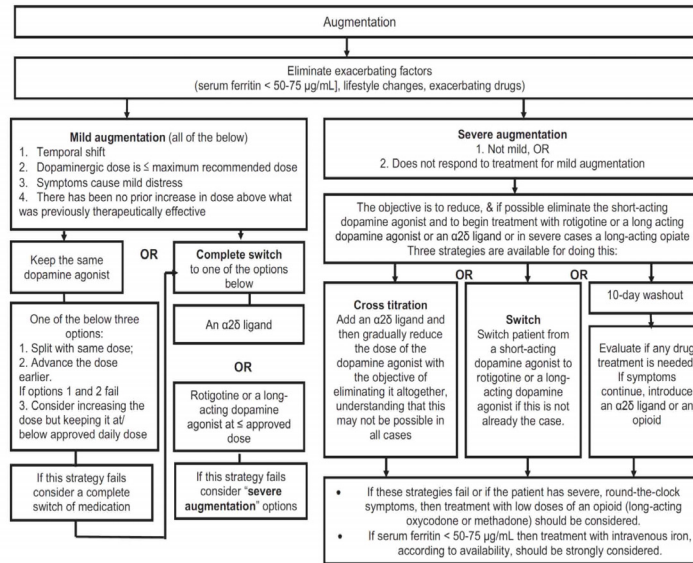 Augmentation
Eliminate exacerbating factors
(serum ferritin < 50-75 µg/mL], lifestyle changes, exacerbating drugs)
Mild augmentation (all of the below)
1. Temporal shift
2. Dopaminergic dose is ≤ maximum recommended dose
3. Symptoms cause mild distress
4. There has been no prior increase in dose above what
was previously therapeutically effective
Severe augmentation
1. Not mild, OR
2. Does not respond to treatment for mild augmentation
The objective is to reduce, & if possible eliminate the short-acting
dopamine agonist and to begin treatment with rotigotine or a long acting
dopamine agonist or an α2δ ligand or in severe cases a long-acting opiate
Three strategies are available for doing this:
Keep the same
dopamine agonist
OR
Complete switch
to one of the options
below
One of the below three
options:
1. Split with same dose;
2. Advance the dose
earlier.
If options 1 and 2 fail
3. Consider increasing the
dose but keeping it at/
below approved daily dose
If this strategy fails
consider a complete
switch of medication
An α2δ ligand
OR
Rotigotine or a long-
acting dopamine
agonist at ≤ approved
dose
If this strategy fails
consider “severe
augmentation” options
OR
OR
Cross titration
Add an α2δ ligand and
then gradually reduce
the dose of the
dopamine agonist with
the objective of
eliminating it altogether,
understanding that this
may not be possible in
all cases
Switch
Switch patient from
a short-acting
dopamine agonist to
rotigotine or a long-
acting dopamine
agonist if this is not
already the case.
10-day washout
Evaluate if any drug
treatment is needed.
If symptoms
continue, introduce
an α2δ ligand or an
opioid
• If these strategies fail or if the patient has severe, round-the-clock
symptoms, then treatment with low doses of an opioid (long-acting
oxycodone or methadone) should be considered.
• If serum ferritin < 50-75 µg/mL then treatment with intravenous iron,
according to availability, should be strongly considered.